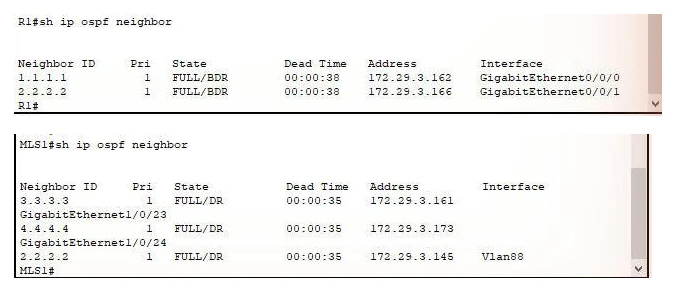 R1#sh ip ospf neighbor
Neighbor ID Pri State Dead Time Address Interface
1.1.1.1 1 FULL/BDR 00:00:38 172.29.3.162 GigabitEthernet0/0/0
2.2.2.2 1 FULL/BDR 00:00:38 172.29.3.166 GigabitEthernet0/0/1
R1#
MLS1#sh ip ospf neighbor
Neighbor ID Pri State Dead Time Address Interface
3.3.3.3 1 FULL/DR 00:00:35 172.29.3.161
GigabitEthernet1/0/23
4.4.4.4 1 FULL/DR 00:00:35 172.29.3.173
GigabitEthernet1/0/24
2.2.2.2 1 FULL/DR 00:00:35 172.29.3.145 Vlan88
MLS1#